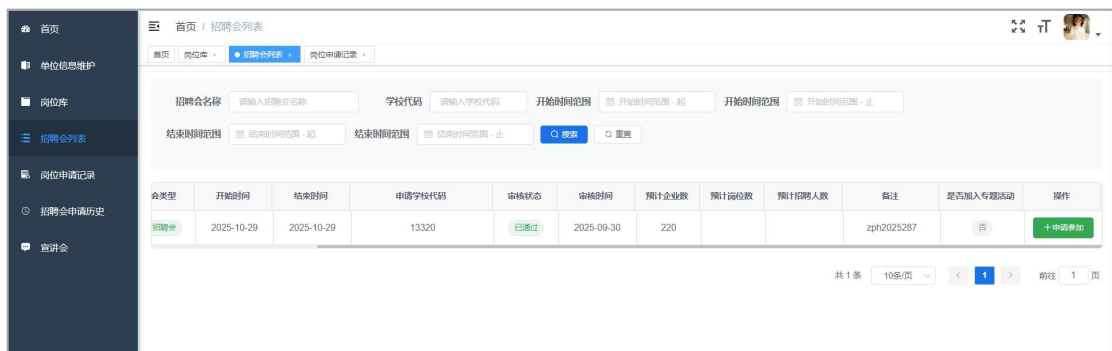 首页
单位信息维护
岗位库
招聘会列表
岗位申请记录
招聘会申请历史
宣讲会
首页 / 招聘会列表
首页 岗位库 × 招聘会列表 × 岗位申请记录 ×
招聘会名称 请输入招聘会名称 学校代码 请输入学校代码 开始时间范围 开始时间范围 - 起 开始时间范围 开始时间范围 - 止
结束时间范围 结束时间范围 - 起 结束时间范围 结束时间范围 - 止 搜索 重置
会类型 开始时间 结束时间 申请学校代码 审核状态 审核时间 预计企业数 预计岗位数 预计招聘人数 备注 是否加入专题活动 操作
招聘会 2025-10-29 2025-10-29 13320 已通过 2025-09-30 220 zph2025287 否 +申请参加
共 1 条 10条/页 < 1 > 前往 1 页